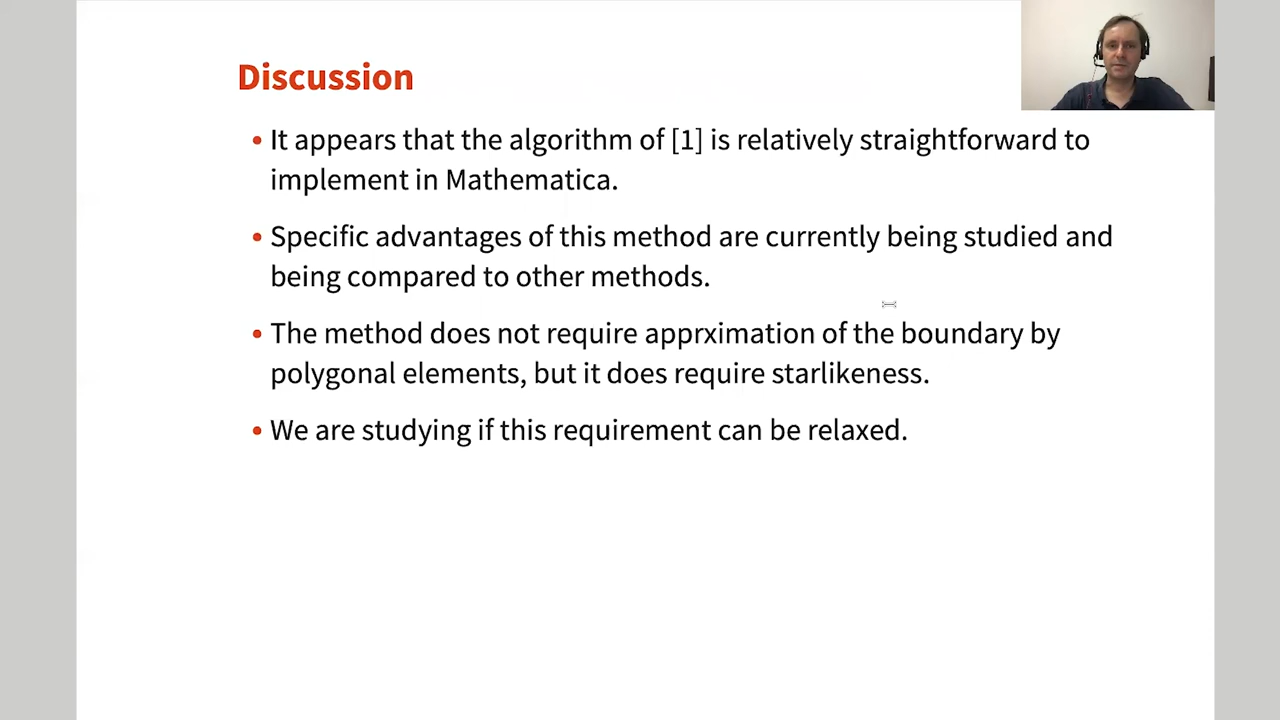 Discussion
• It appears that the algorithm of [1] is relatively straightforward to
implement in Mathematica.
• Specific advantages of this method are currently being studied and
being compared to other methods.
• The method does not require apprximation of the boundary by
polygonal elements, but it does require starlikeness.
• We are studying if this requirement can be relaxed.